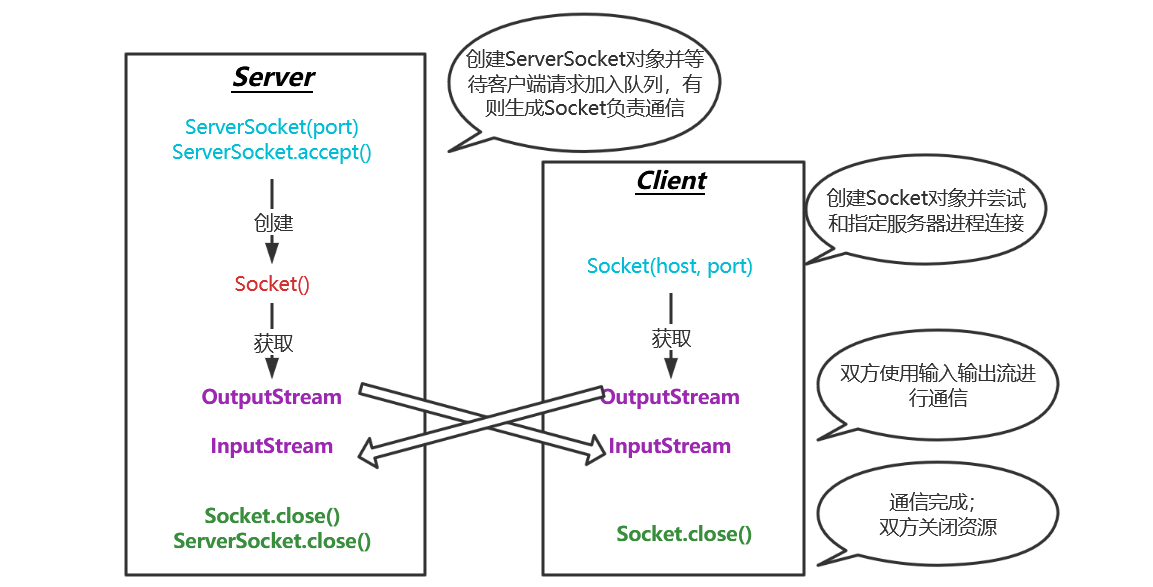 Server
ServerSocket(port)
ServerSocket.accept()
创建
Socket()
获取
OutputStream
InputStream
Socket.close()
ServerSocket.close()
创建ServerSocket对象并等
待客户端请求加入队列，有
则生成Socket负责通信
Client
Socket(host, port)
获取
OutputStream
InputStream
Socket.close()
创建Socket对象并尝试
和指定服务器进程连接
双方使用输入输出流进
行通信
通信完成；
双方关闭资源